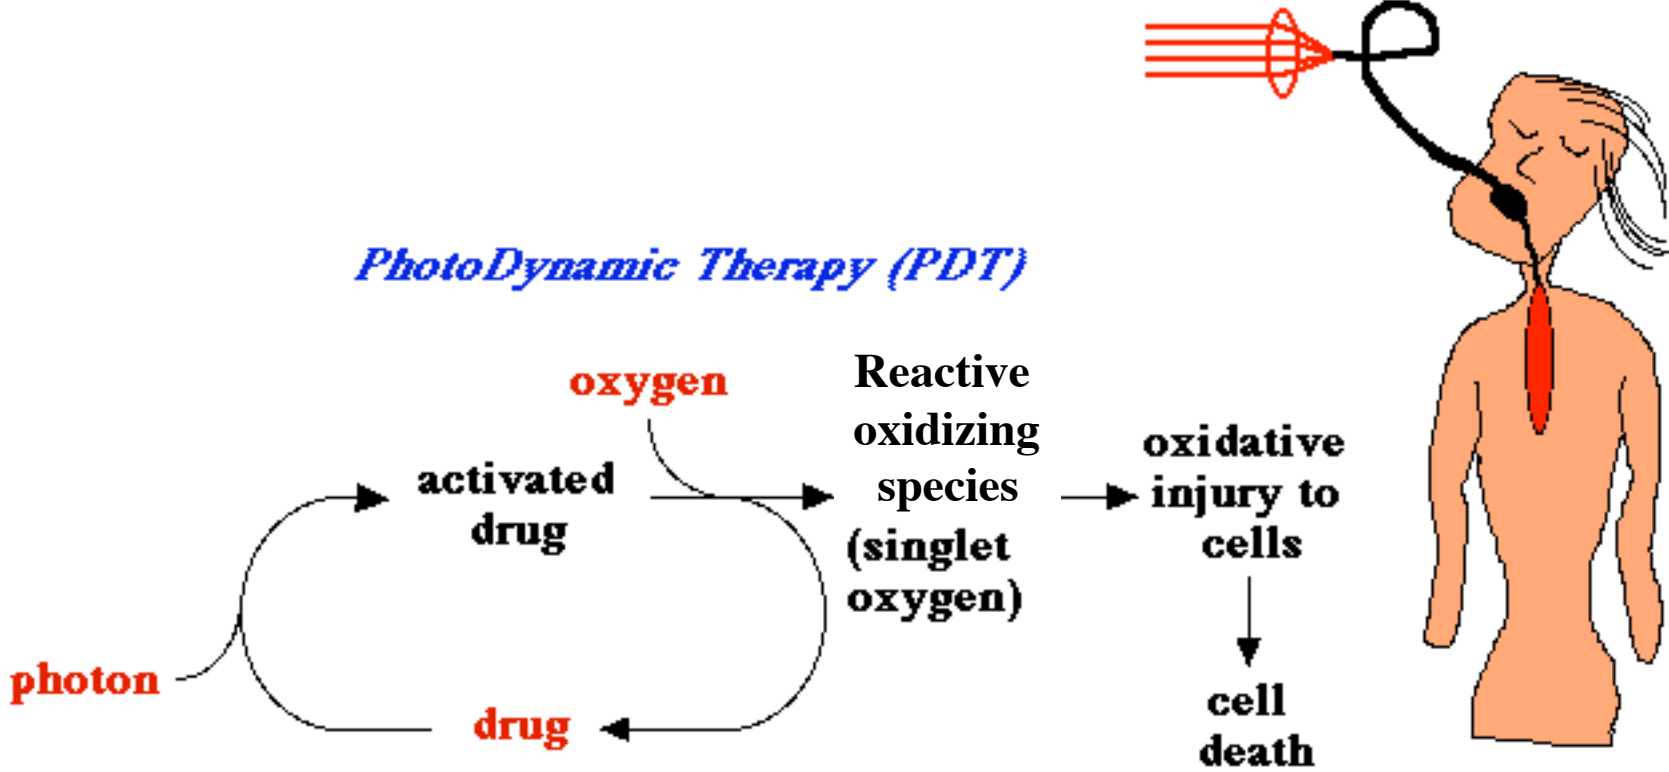 PhotoDynamic Therapy (PDT)
oxygen
Reactive
oxidizing
species
(singlet
oxygen)
activated
drug
oxidative
injury to
cells
photon
drug
cell
death